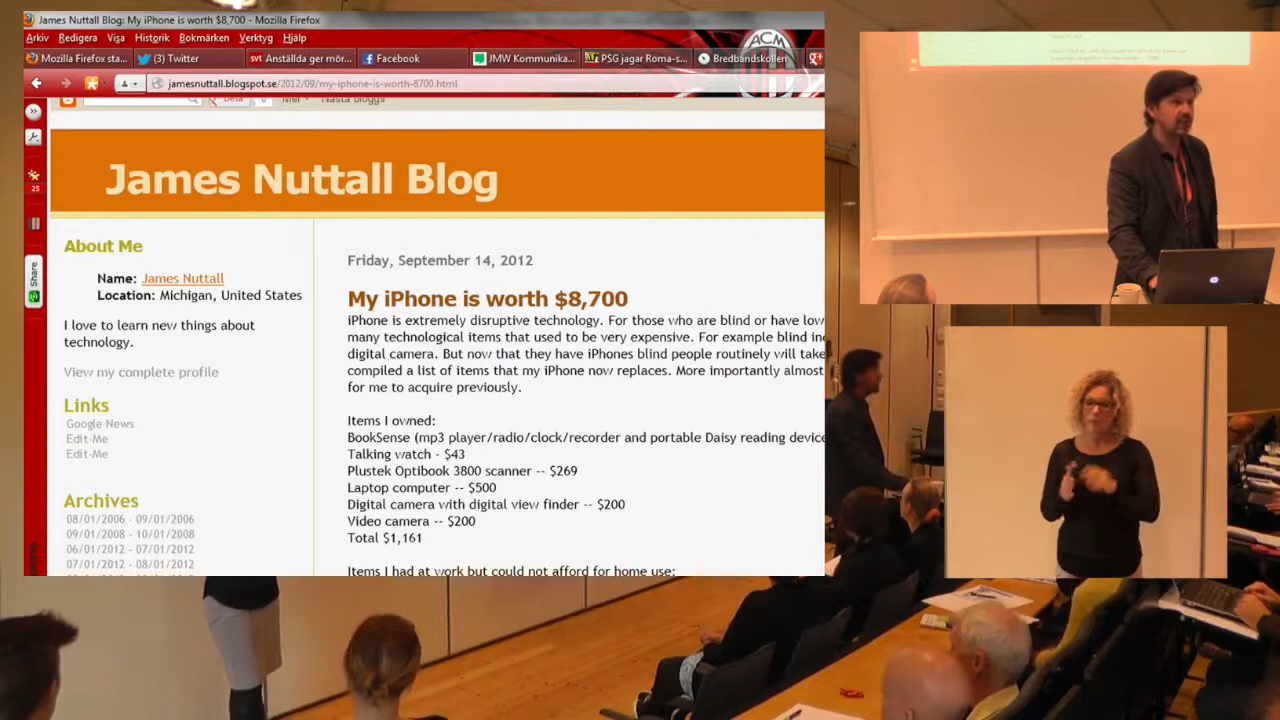 James Nuttall Blog: My iPhone is worth $8,700 - Mozilla Firefox
Arkiv Redigera Visa Historik Bokmärken Verktyg Hjälp
Mozilla Firefox sta... (3) Twitter svt Anställda ger mör... Facebook JMW Kommunika... PSG jagar Roma-s... Bredbandskollen
ACM
jamesnuttall.blogspot.se/2012/09/my-iphone-is-worth-8700.html
Dela 0 Mer Nästa blogg»
25
Share
James Nuttall Blog
About Me
Name: James Nuttall
Location: Michigan, United States
I love to learn new things about
technology.
View my complete profile
Links
Google News
Edit-Me
Edit-Me
Archives
08/01/2006 - 09/01/2006
09/01/2008 - 10/01/2008
06/01/2012 - 07/01/2012
07/01/2012 - 08/01/2012
Friday, September 14, 2012
My iPhone is worth $8,700
iPhone is extremely disruptive technology. For those who are blind or have low
many technological items that used to be very expensive. For example blind in
digital camera. But now that they have iPhones blind people routinely will take
compiled a list of items that my iPhone now replaces. More importantly almost
for me to acquire previously.
Items I owned:
BookSense (mp3 player/radio/clock/recorder and portable Daisy reading device
Talking watch - $43
Plustek Optibook 3800 scanner -- $269
Laptop computer -- $500
Digital camera with digital view finder -- $200
Video camera -- $200
Total $1,161
Items I had at work but could not afford for home use: